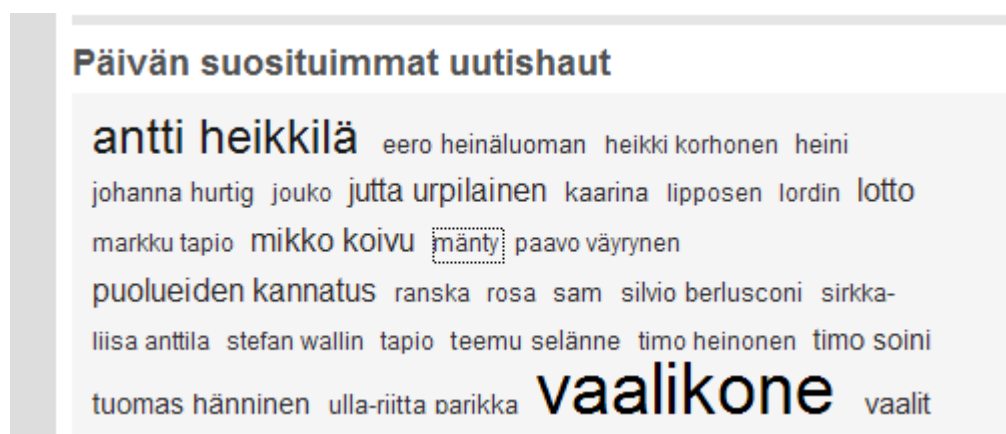 Päivän suosituimmat uutishaut
antti heikkilä eero heinäluoman heikki korhonen heini
johanna hurtig jouko jutta urpilainen kaarina lipposen lordin lotto
markku tapio mikko koivu mänty paavo väyrynen
puolueiden kannatus ranska rosa sam silvio berlusconi sirkka-
liisa anttila stefan wallin tapio teemu selänne timo heinonen timo soini
tuomas hänninen ulla-riitta parikka vaalikone vaalit